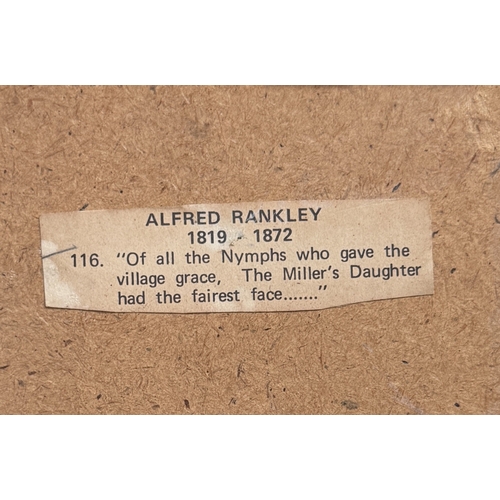 ALFRED RANKLEY
1819 - 1872
116. "Of all the Nymphs who gave the
village grace, The Miller's Daughter
had the fairest face......."